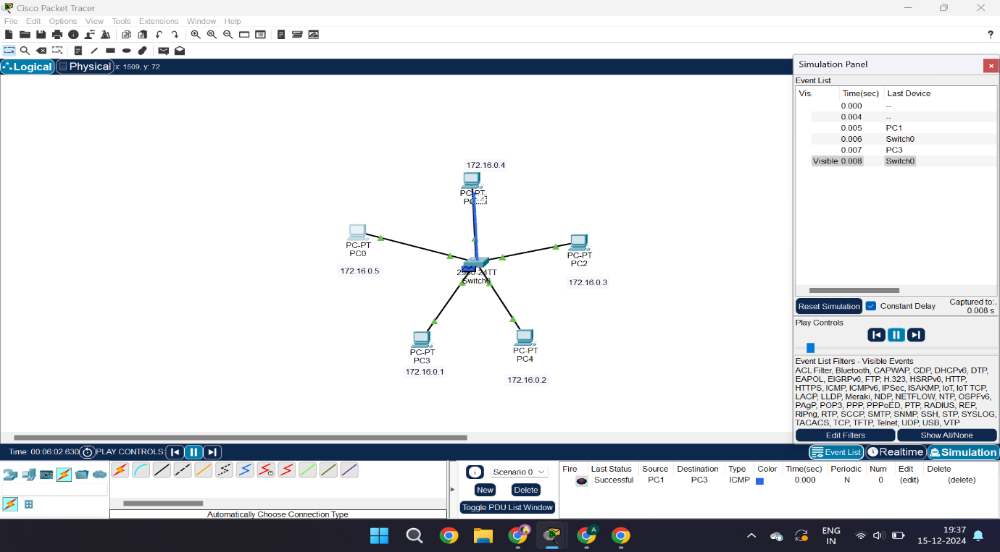 Cisco Packet Tracer
File Edit Options View Tools Extensions Window Help
?
Logical Physical x: 1509, y: 72
Simulation Panel
Event List
Vis. Time(sec) Last Device
0.000 --
0.004 --
0.005 PC1
0.006 Switch0
0.007 PC3
Visible 0.008 Switch0
172.16.0.4
PC-PT
PC-PT
PC0
172.16.0.5
PC-PT
PC2
172.16.0.3
Switch0
PC-PT
PC3
172.16.0.1
PC-PT
PC4
172.16.0.2
Reset Simulation Constant Delay Captured to:
0.008 s
Play Controls
Event List Filters - Visible Events
ACL Filter, Bluetooth, CAPWAP, CDP, DHCPv6, DTP,
EAPOL, EIGRPv6, FTP, H.323, HSRPv6, HTTP,
HTTPS, ICMP, ICMPv6, IPSec, ISAKMP, IoT, IoT TCP,
LACP, LLDP, Meraki, NDP, NETFLOW, NTP, OSPFv6,
PAgP, POP3, PPP, PPPoED, PTP, RADIUS, REP,
RIPng, RTP, SCCP, SMTP, SNMP, SSH, STP, SYSLOG,
TACACS, TCP, TFTP, Telnet, UDP, USB, VTP
Edit Filters Show All/None
Time: 00:06:02.630 PLAY CONTROLS: Event List Realtime Simulation
Scenario 0
New Delete
Toggle PDU List Window
Fire Last Status Source Destination Type Color Time(sec) Periodic Num Edit Delete
Successful PC1 PC3 ICMP 0.000 N 0 (edit) (delete)
Automatically Choose Connection Type
A
ENG
IN
19:37
15-12-2024